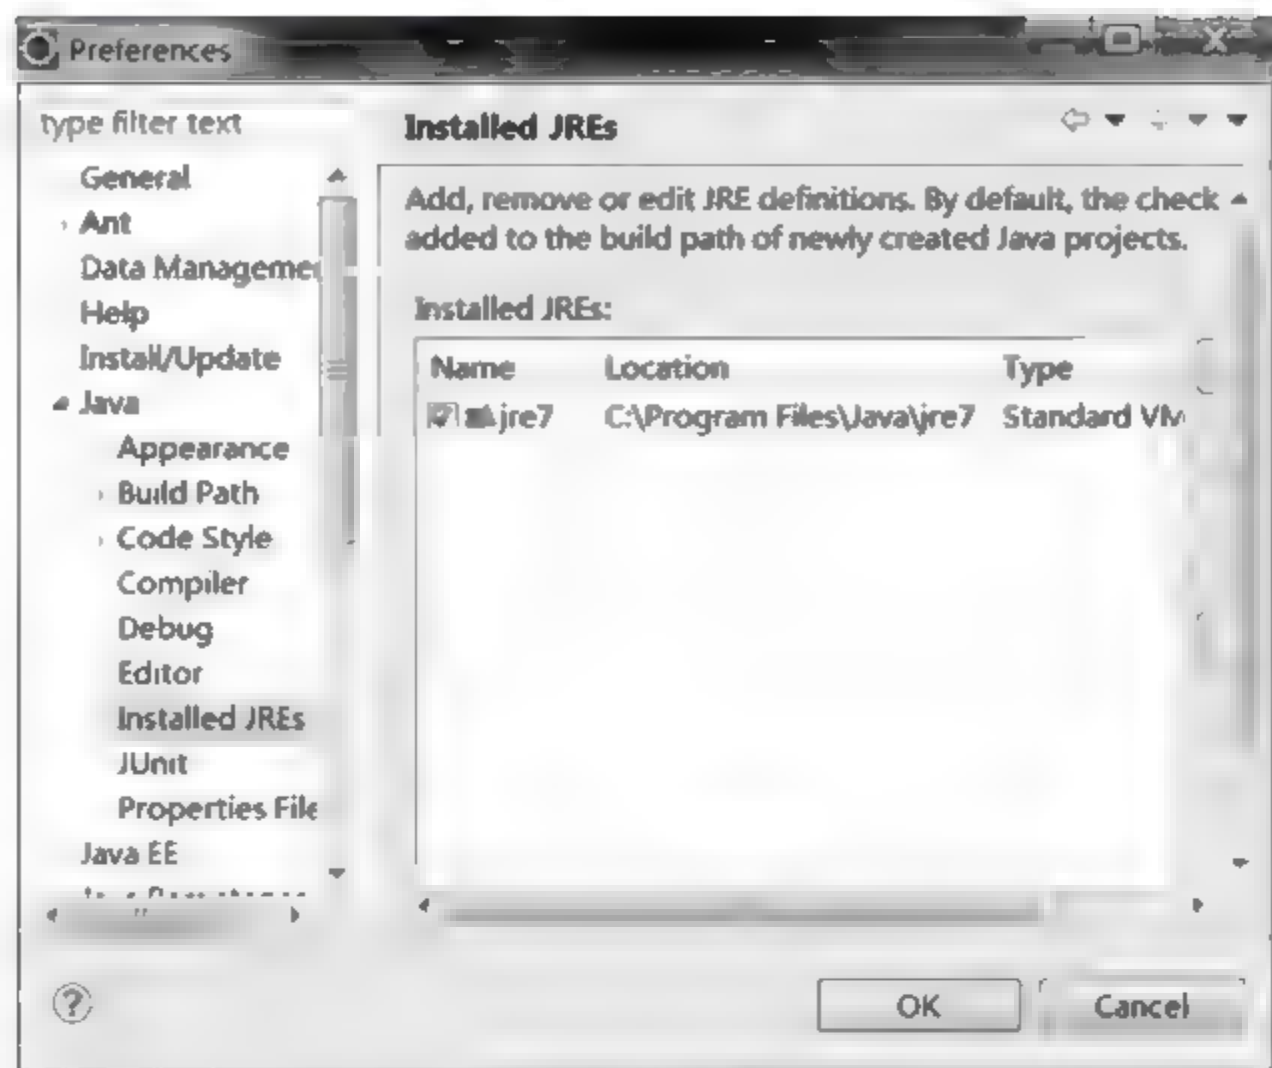 Preferences
type filter text
General
Ant
Data Managemen
Help
Install/Update
Java
Appearance
Build Path
Code Style
Compiler
Debug
Editor
Installed JREs
JUnit
Properties File
Java EE
Installed JREs
Add, remove or edit JRE definitions. By default, the check
added to the build path of newly created Java projects.
Installed JREs:
Name Location Type
jre7 C:\Program Files\Java\jre7 Standard VM
?
OK Cancel